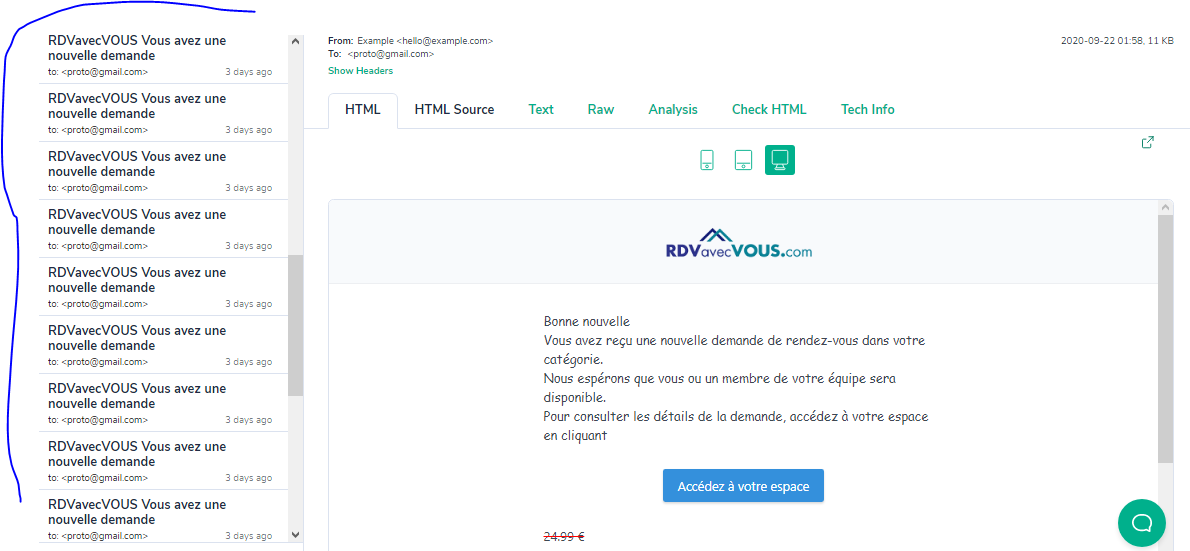 RDVavecVOUS Vous avez une
nouvelle demande
to: <proto@gmail.com> 3 days ago
RDVavecVOUS Vous avez une
nouvelle demande
to: <proto@gmail.com> 3 days ago
RDVavecVOUS Vous avez une
nouvelle demande
to: <proto@gmail.com> 3 days ago
RDVavecVOUS Vous avez une
nouvelle demande
to: <proto@gmail.com> 3 days ago
RDVavecVOUS Vous avez une
nouvelle demande
to: <proto@gmail.com> 3 days ago
RDVavecVOUS Vous avez une
nouvelle demande
to: <proto@gmail.com> 3 days ago
RDVavecVOUS Vous avez une
nouvelle demande
to: <proto@gmail.com> 3 days ago
RDVavecVOUS Vous avez une
nouvelle demande
to: <proto@gmail.com> 3 days ago
RDVavecVOUS Vous avez une
nouvelle demande
to: <proto@gmail.com> 3 days ago
From: Example <hello@example.com> 2020-09-22 01:58, 11 KB
To: <proto@gmail.com>
Show Headers
HTML HTML Source Text Raw Analysis Check HTML Tech Info
RDVavecVOUS.com
Bonne nouvelle
Vous avez reçu une nouvelle demande de rendez-vous dans votre
catégorie.
Nous espérons que vous ou un membre de votre équipe sera
disponible.
Pour consulter les détails de la demande, accédez à votre espace
en cliquant
Accédez à votre espace
24.99 €